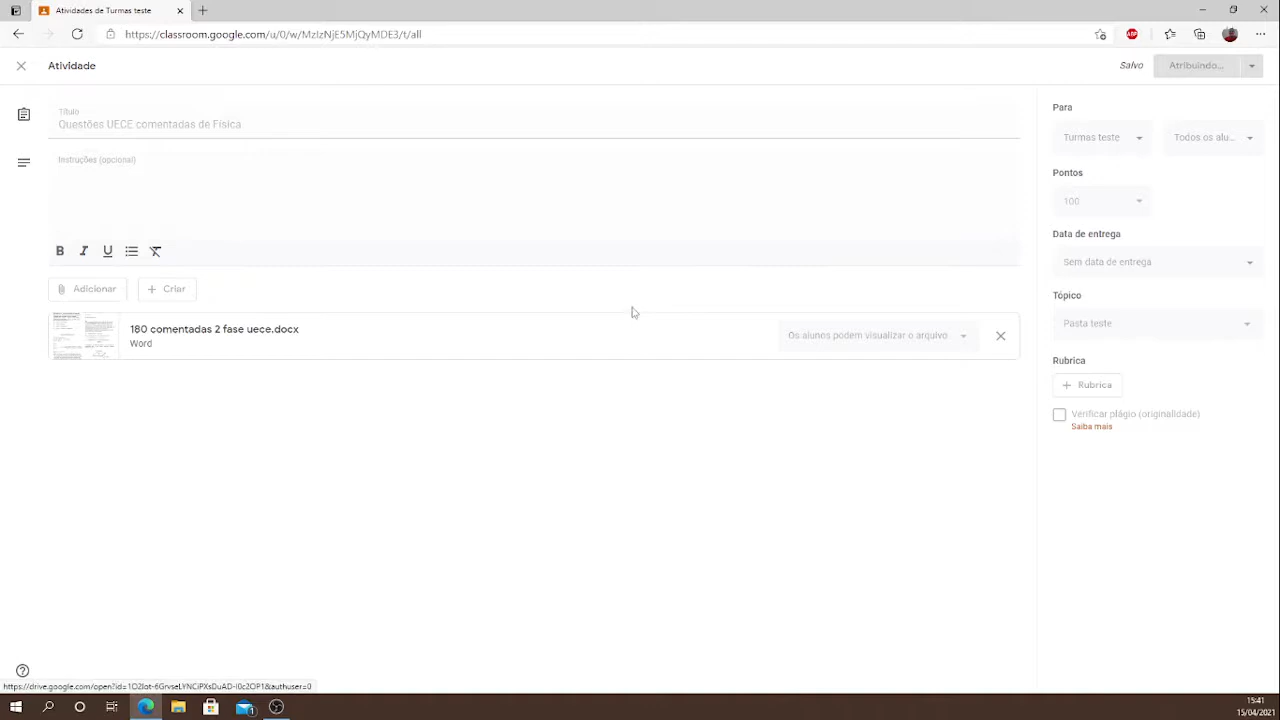 Atividades de Turmas teste
https://classroom.google.com/u/0/w/MzIzNjE5MjQyMDE3/t/all
Atividade
Salvo
Atribuindo...
Título
Questões UECE comentadas de Física
Instruções (opcional)
B I U
Adicionar
Criar
180 comentadas 2 fase uece.docx
Word
Os alunos podem visualizar o arquivo
Para
Turmas teste
Todos os alu...
Pontos
100
Data de entrega
Sem data de entrega
Tópico
Pasta teste
Rubrica
Rubrica
Verificar plágio (originalidade)
Saiba mais
15:41
15/04/2021